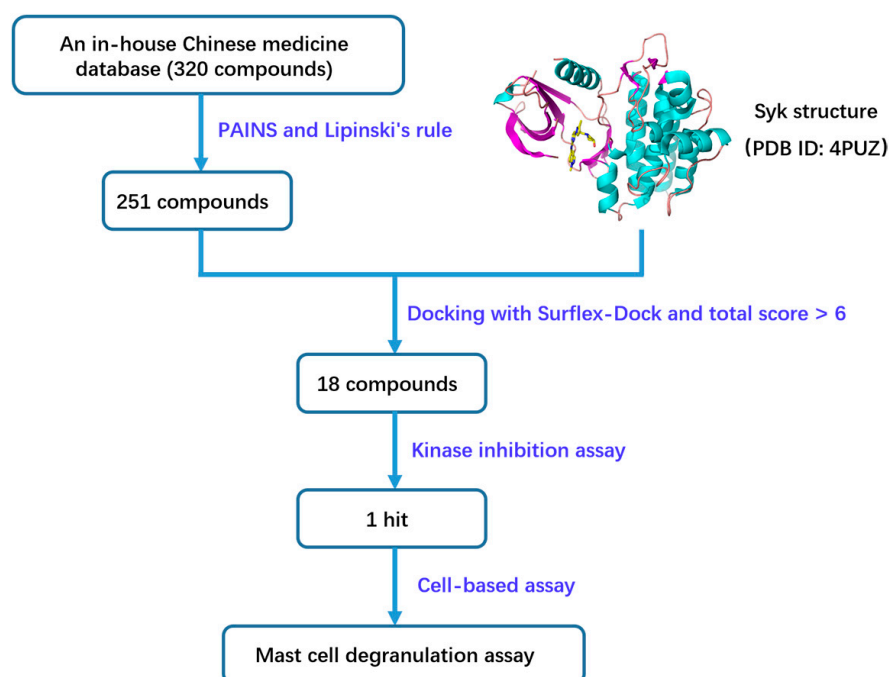 An in-house Chinese medicine
database (320 compounds)
PAINS and Lipinski's rule
Syk structure
(PDB ID: 4PUZ)
251 compounds
Docking with Surflex-Dock and total score > 6
18 compounds
Kinase inhibition assay
1 hit
Cell-based assay
Mast cell degranulation assay